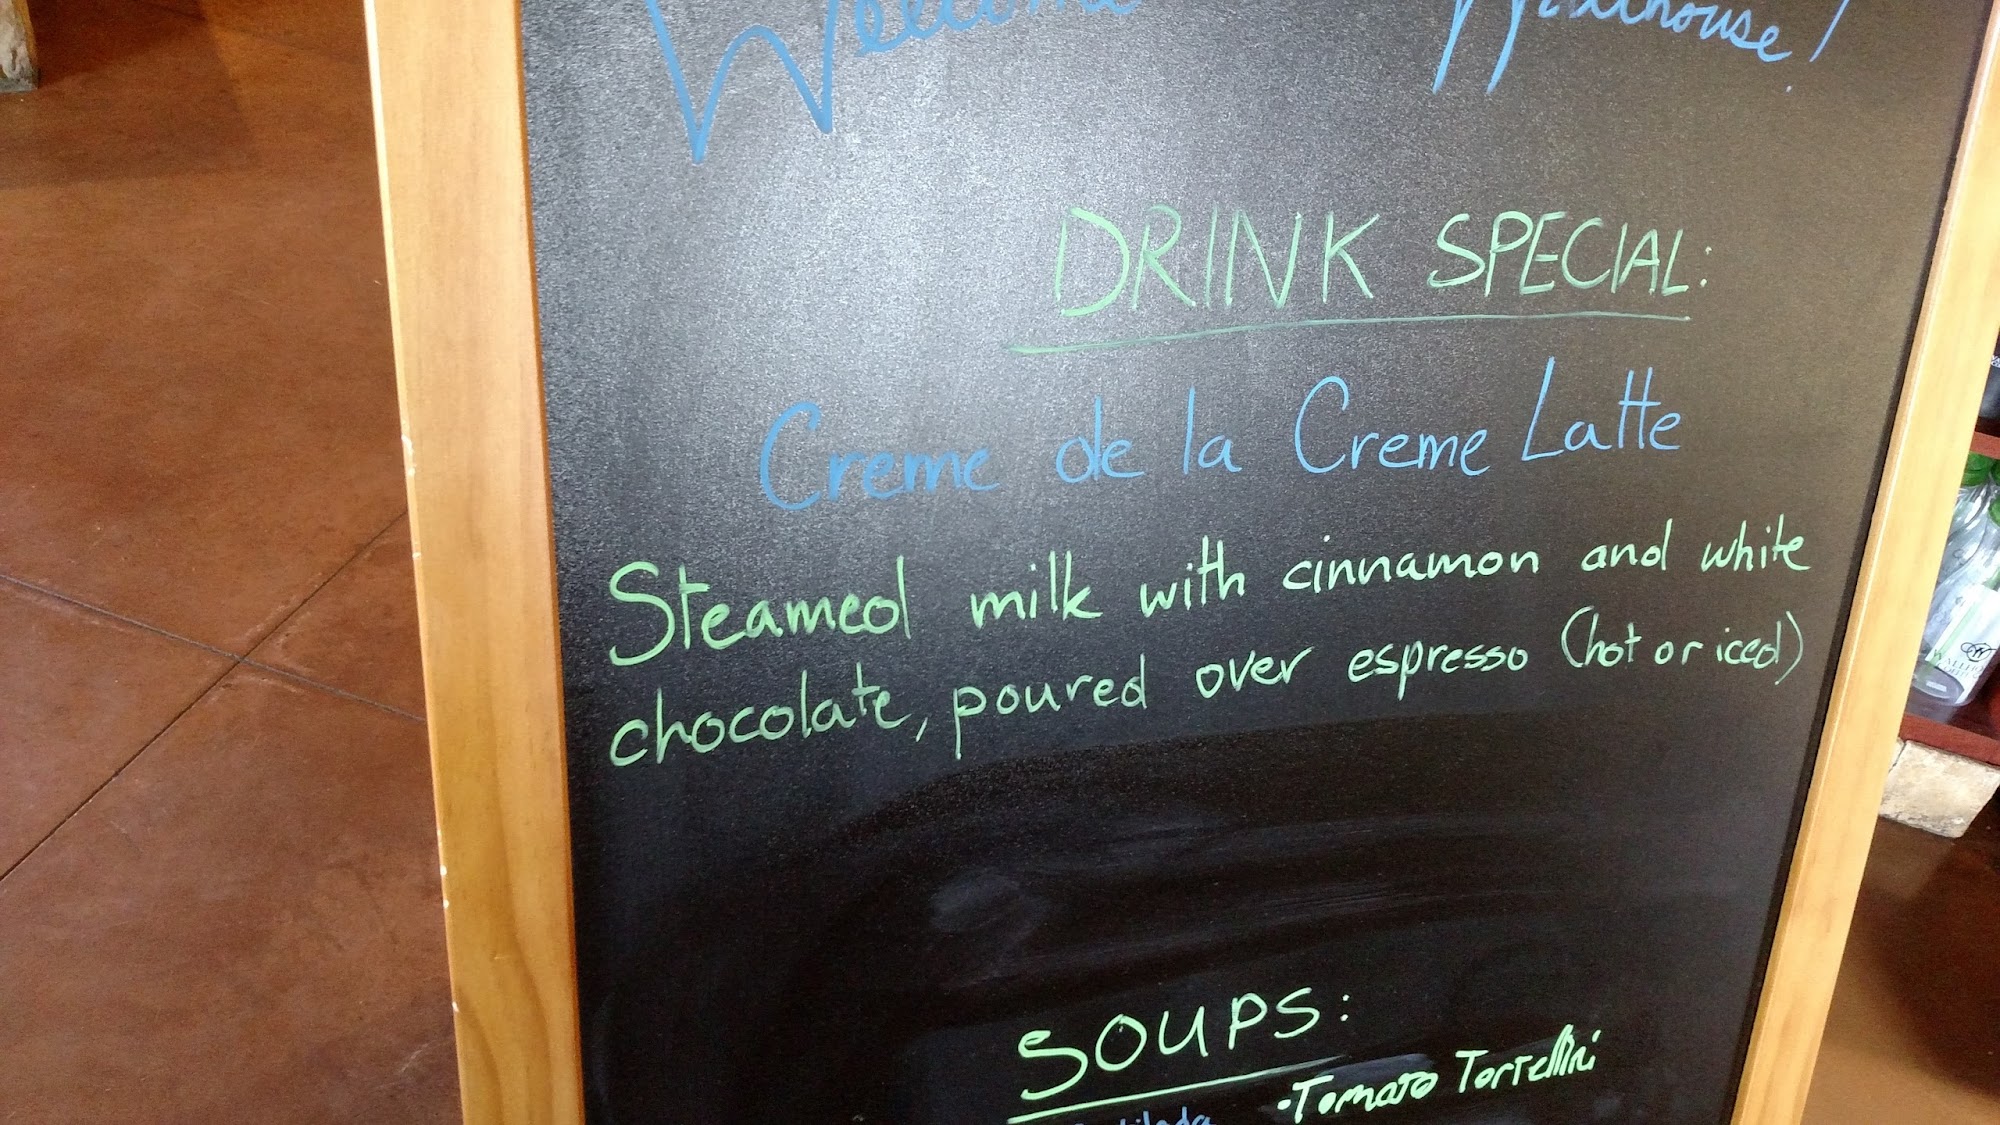 Welcome
DRINK SPECIAL:
Creme de la Creme Latte
Steamed milk with cinnamon and white
chocolate, poured over espresso (hot or iced)
SOUPS:
•Tomato Tortellini